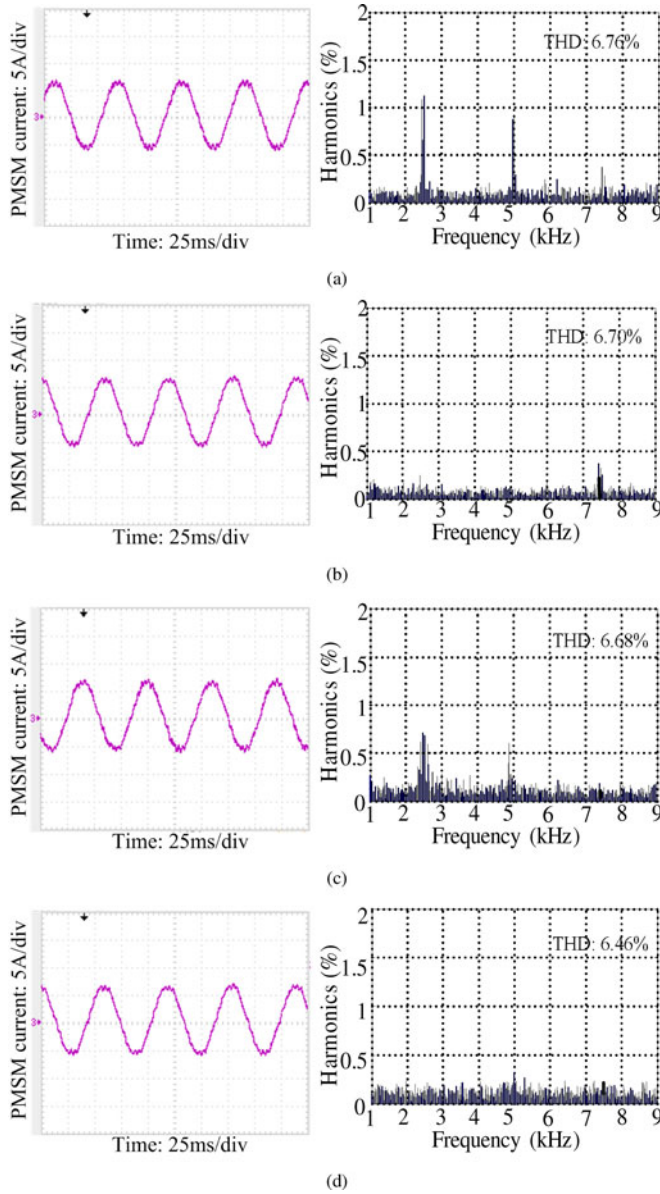 PMSM current: 5A/div
3
Time: 25ms/div
Harmonics (%)
2
1.5
1
0.5
0
THD: 6.76%
1 2 3 4 5 6 7 8 9
Frequency (kHz)
(a)
PMSM current: 5A/div
3
Time: 25ms/div
Harmonics (%)
2
1.5
1
0.5
0
THD: 6.70%
1 2 3 4 5 6 7 8 9
Frequency (kHz)
(b)
PMSM current: 5A/div
3
Time: 25ms/div
Harmonics (%)
2
1.5
1
0.5
0
THD: 6.68%
1 2 3 4 5 6 7 8 9
Frequency (kHz)
(c)
PMSM current: 5A/div
3
Time: 25ms/div
Harmonics (%)
2
1.5
1
0.5
0
THD: 6.46%
1 2 3 4 5 6 7 8 9
Frequency (kHz)
(d)